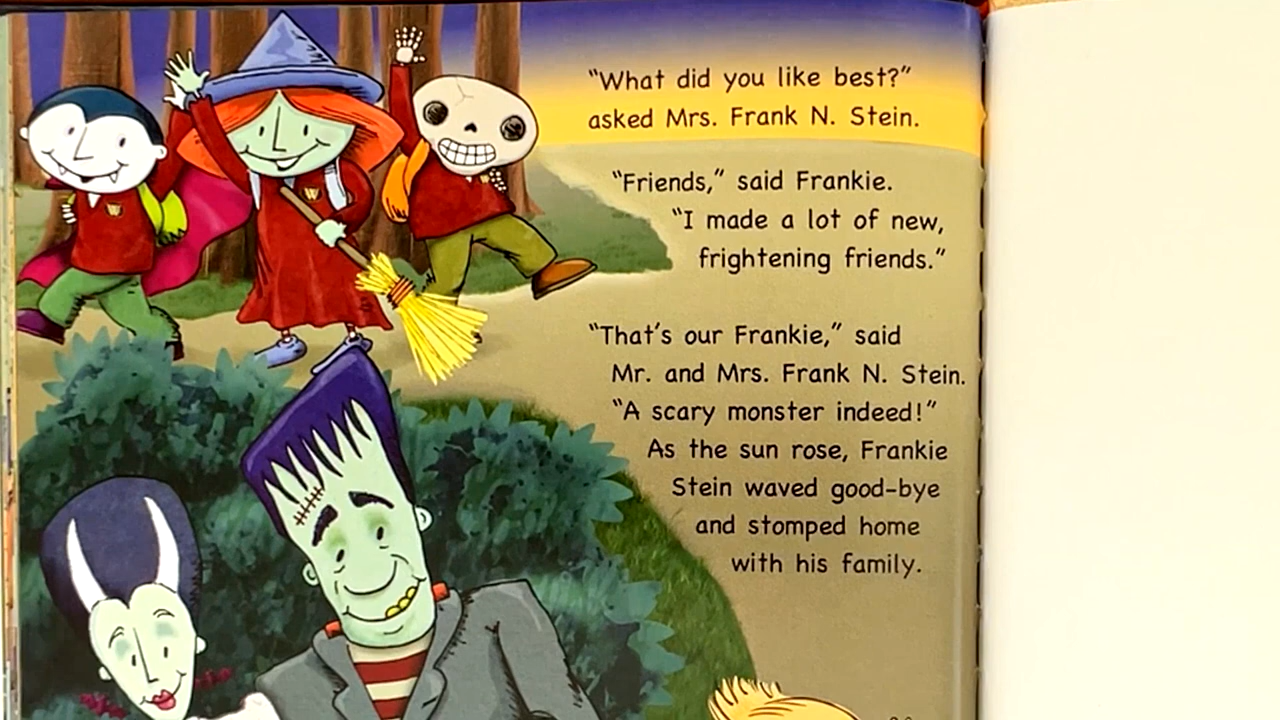 “What did you like best?”
asked Mrs. Frank N. Stein.
“Friends,” said Frankie.
“I made a lot of new,
frightening friends.”
“That’s our Frankie,” said
Mr. and Mrs. Frank N. Stein.
“A scary monster indeed!”
As the sun rose, Frankie
Stein waved good-bye
and stomped home
with his family.